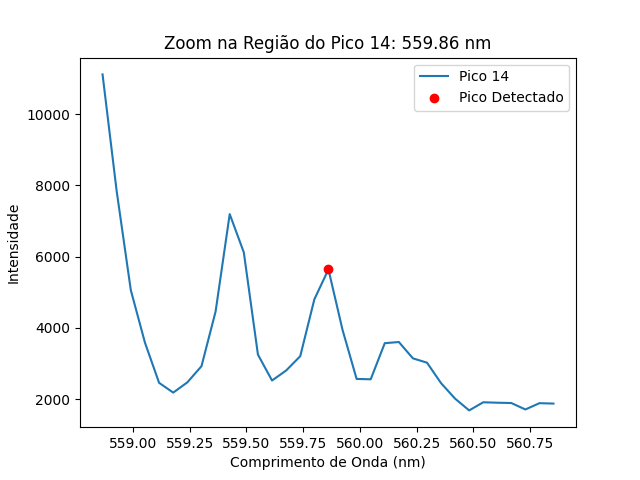 Zoom na Região do Pico 14: 559.86 nm
Pico 14
Pico Detectado
Intensidade
10000
8000
6000
4000
2000
559.00 559.25 559.50 559.75 560.00 560.25 560.50 560.75
Comprimento de Onda (nm)